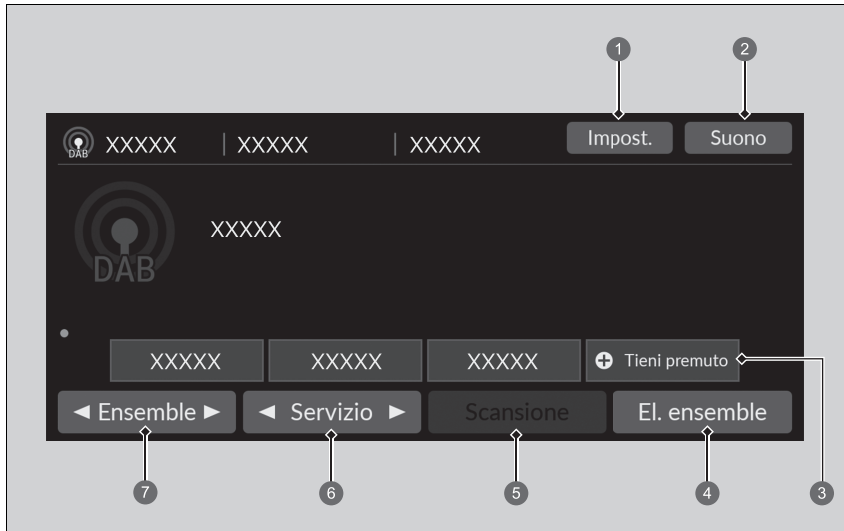 1 2
DAB XXXXX | XXXXX | XXXXX Impost. Suono
DAB XXXXX
XXXXX XXXXX XXXXX Tieni premuto
Ensemble Servizio Scansione El. ensemble
7 6 5 4 3